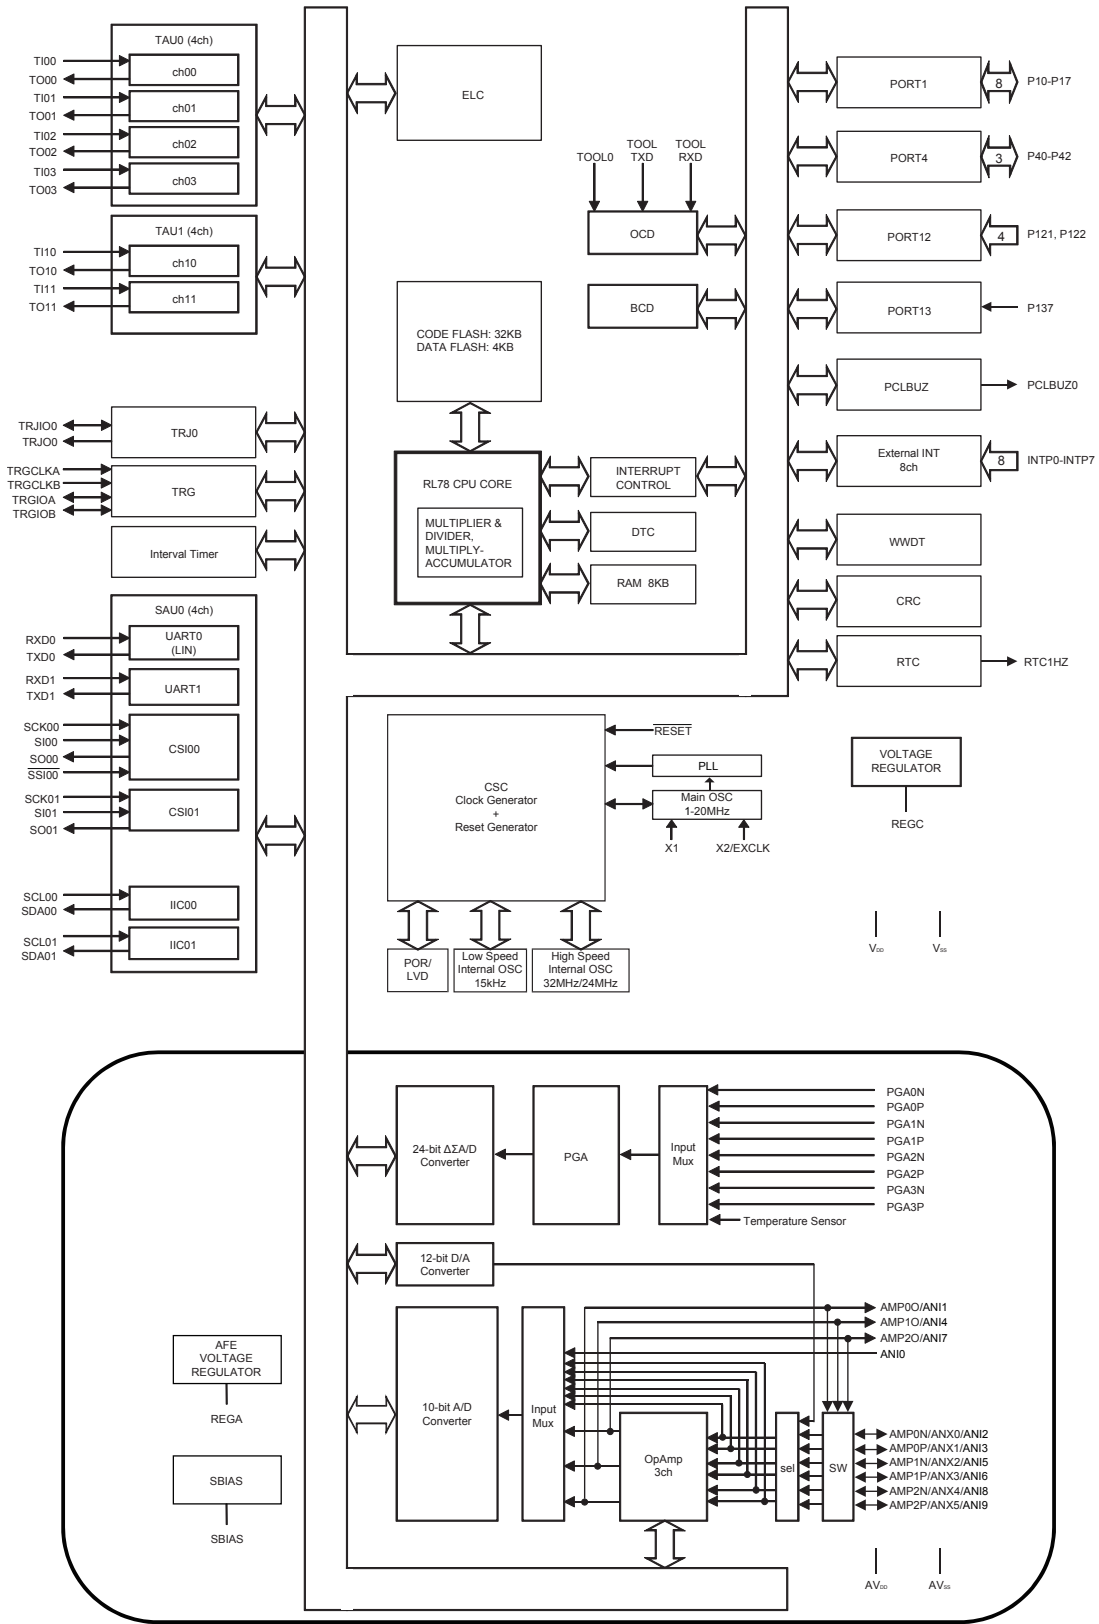 TAU0 (4ch)
TI00
TO00
ch00
TI01
TO01
ch01
TI02
TO02
ch02
TI03
TO03
ch03
TAU1 (4ch)
TI10
TO10
ch10
TI11
TO11
ch11
TRJIO0
TRJO0
TRJ0
TRGCLKA
TRGCLKB
TRGIOA
TRGIOB
TRG
Interval Timer
SAU0 (4ch)
RXD0
TXD0
UART0
(LIN)
RXD1
TXD1
UART1
SCK00
SI00
SO00
SSI00
CSI00
SCK01
SI01
SO01
CSI01
SCL00
SDA00
IIC00
SCL01
SDA01
IIC01
ELC
TOOL0
TOOL
TXD
TOOL
RXD
OCD
BCD
CODE FLASH: 32KB
DATA FLASH: 4KB
RL78 CPU CORE
MULTIPLIER &
DIVIDER,
MULTIPLY-
ACCUMULATOR
INTERRUPT
CONTROL
DTC
RAM 8KB
PORT1
8
P10-P17
PORT4
3
P40-P42
PORT12
4
P121, P122
PORT13
P137
PCLBUZ
PCLBUZ0
External INT
8ch
8
INTP0-INTP7
WWDT
CRC
RTC
RTC1HZ
CSC
Clock Generator
+
Reset Generator
RESET
PLL
Main OSC
1-20MHz
X1
X2/EXCLK
POR/
LVD
Low Speed
Internal OSC
15kHz
High Speed
Internal OSC
32MHz/24MHz
VOLTAGE
REGULATOR
REGC
VDD
VSS
24-bit ΔΣA/D
Converter
PGA
Input
Mux
PGA0N
PGA0P
PGA1N
PGA1P
PGA2N
PGA2P
PGA3N
PGA3P
Temperature Sensor
12-bit D/A
Converter
AMP0O/ANI1
AMP1O/ANI4
AMP2O/ANI7
ANI0
10-bit A/D
Converter
Input
Mux
OpAmp
3ch
sel
SW
AMP0N/ANX0/ANI2
AMP0P/ANX1/ANI3
AMP1N/ANX2/ANI5
AMP1P/ANX3/ANI6
AMP2N/ANX4/ANI8
AMP2P/ANX5/ANI9
AFE
VOLTAGE
REGULATOR
REGA
SBIAS
SBIAS
AVDD
AVSS